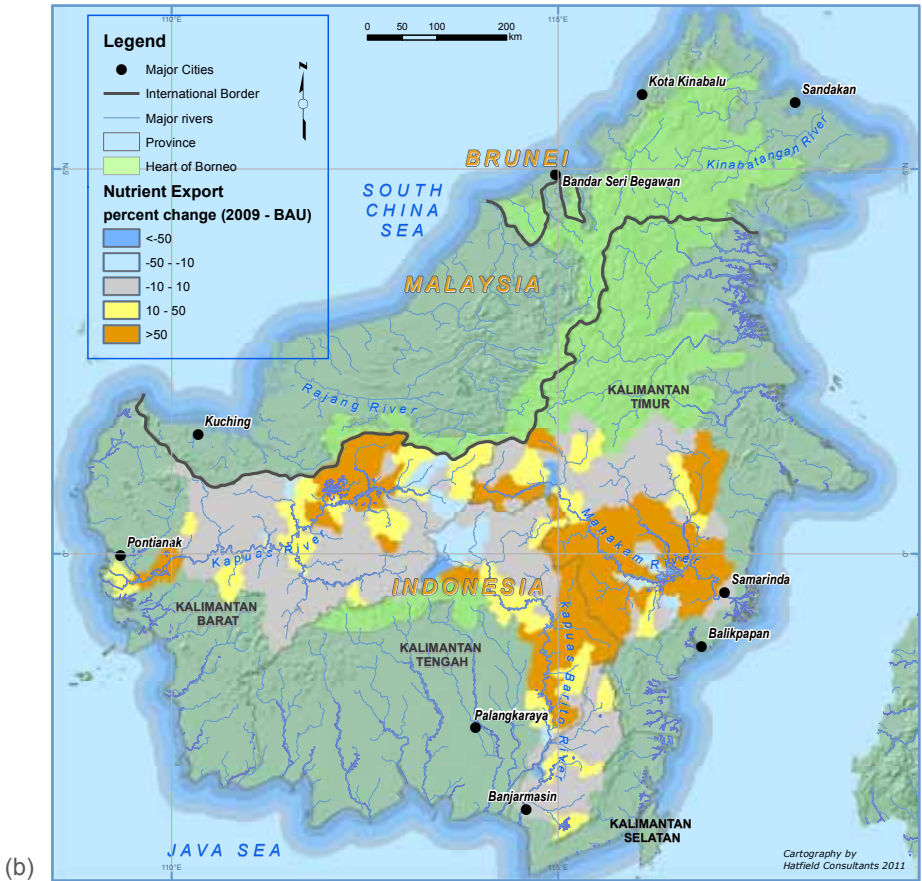 110°E
115°E
Legend
Major Cities
International Border
Major rivers
Province
Heart of Borneo
Nutrient Export
percent change (2009 - BAU)
<-50
-50 - -10
-10 - 10
10 - 50
>50
N
0 50 100 200
km
Kota Kinabalu
Sandakan
Kinabatangan River
BRUNEI
5°N
5°N
Bandar Seri Begawan
SOUTH
CHINA
SEA
MALAYSIA
KALIMANTAN
TIMUR
Rajang River
Kuching
Mahakam River
Pontianak
Kapuas River
INDONESIA
Samarinda
KALIMANTAN
BARAT
Kapuas Barito River
Balikpapan
KALIMANTAN
TENGAH
Palangkaraya
Banjarmasin
KALIMANTAN
SELATAN
JAVA SEA
110°E
115°E
Cartography by
Hatfield Consultants 2011
(b)